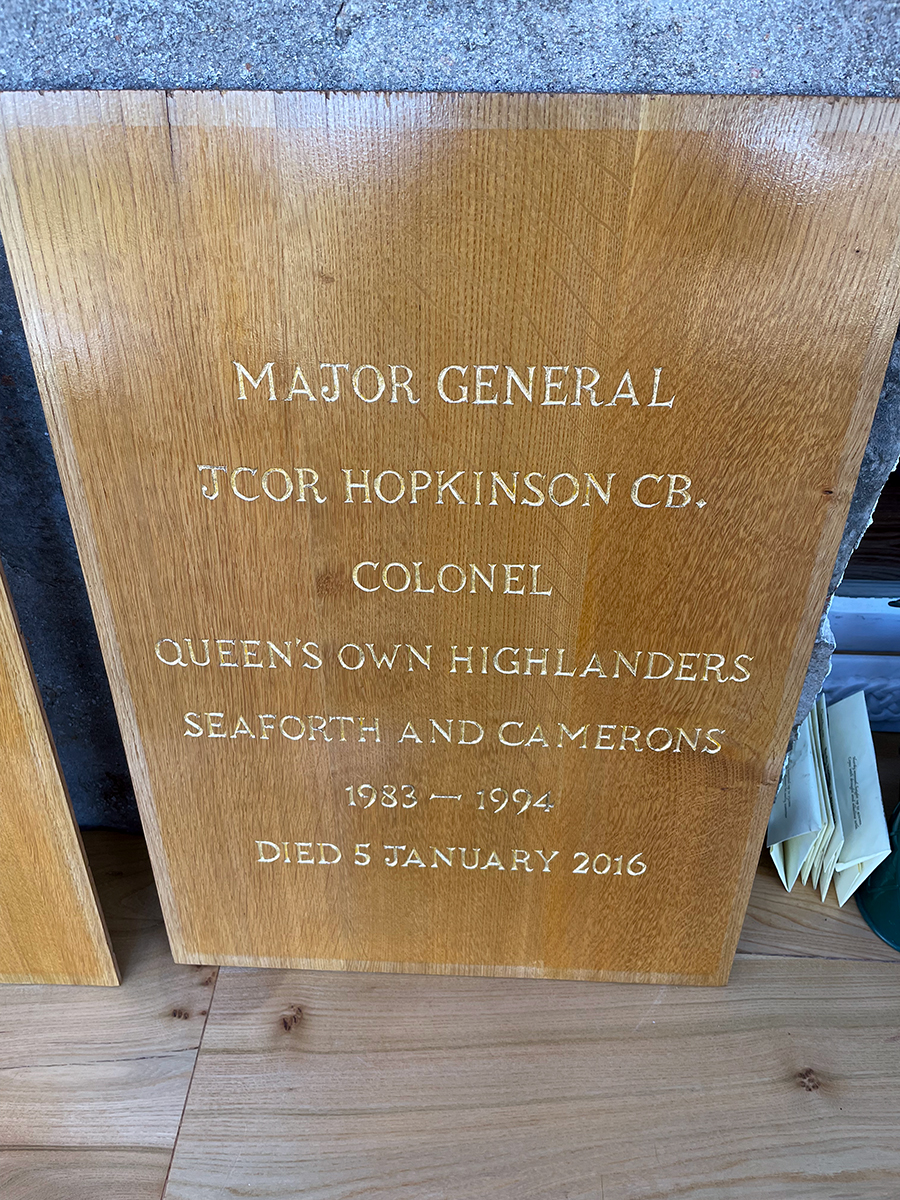 MAJOR GENERAL
JCOR HOPKINSON CB.
COLONEL
QUEEN'S OWN HIGHLANDERS
SEAFORTH AND CAMERONS
1983 — 1994
DIED 5 JANUARY 2016